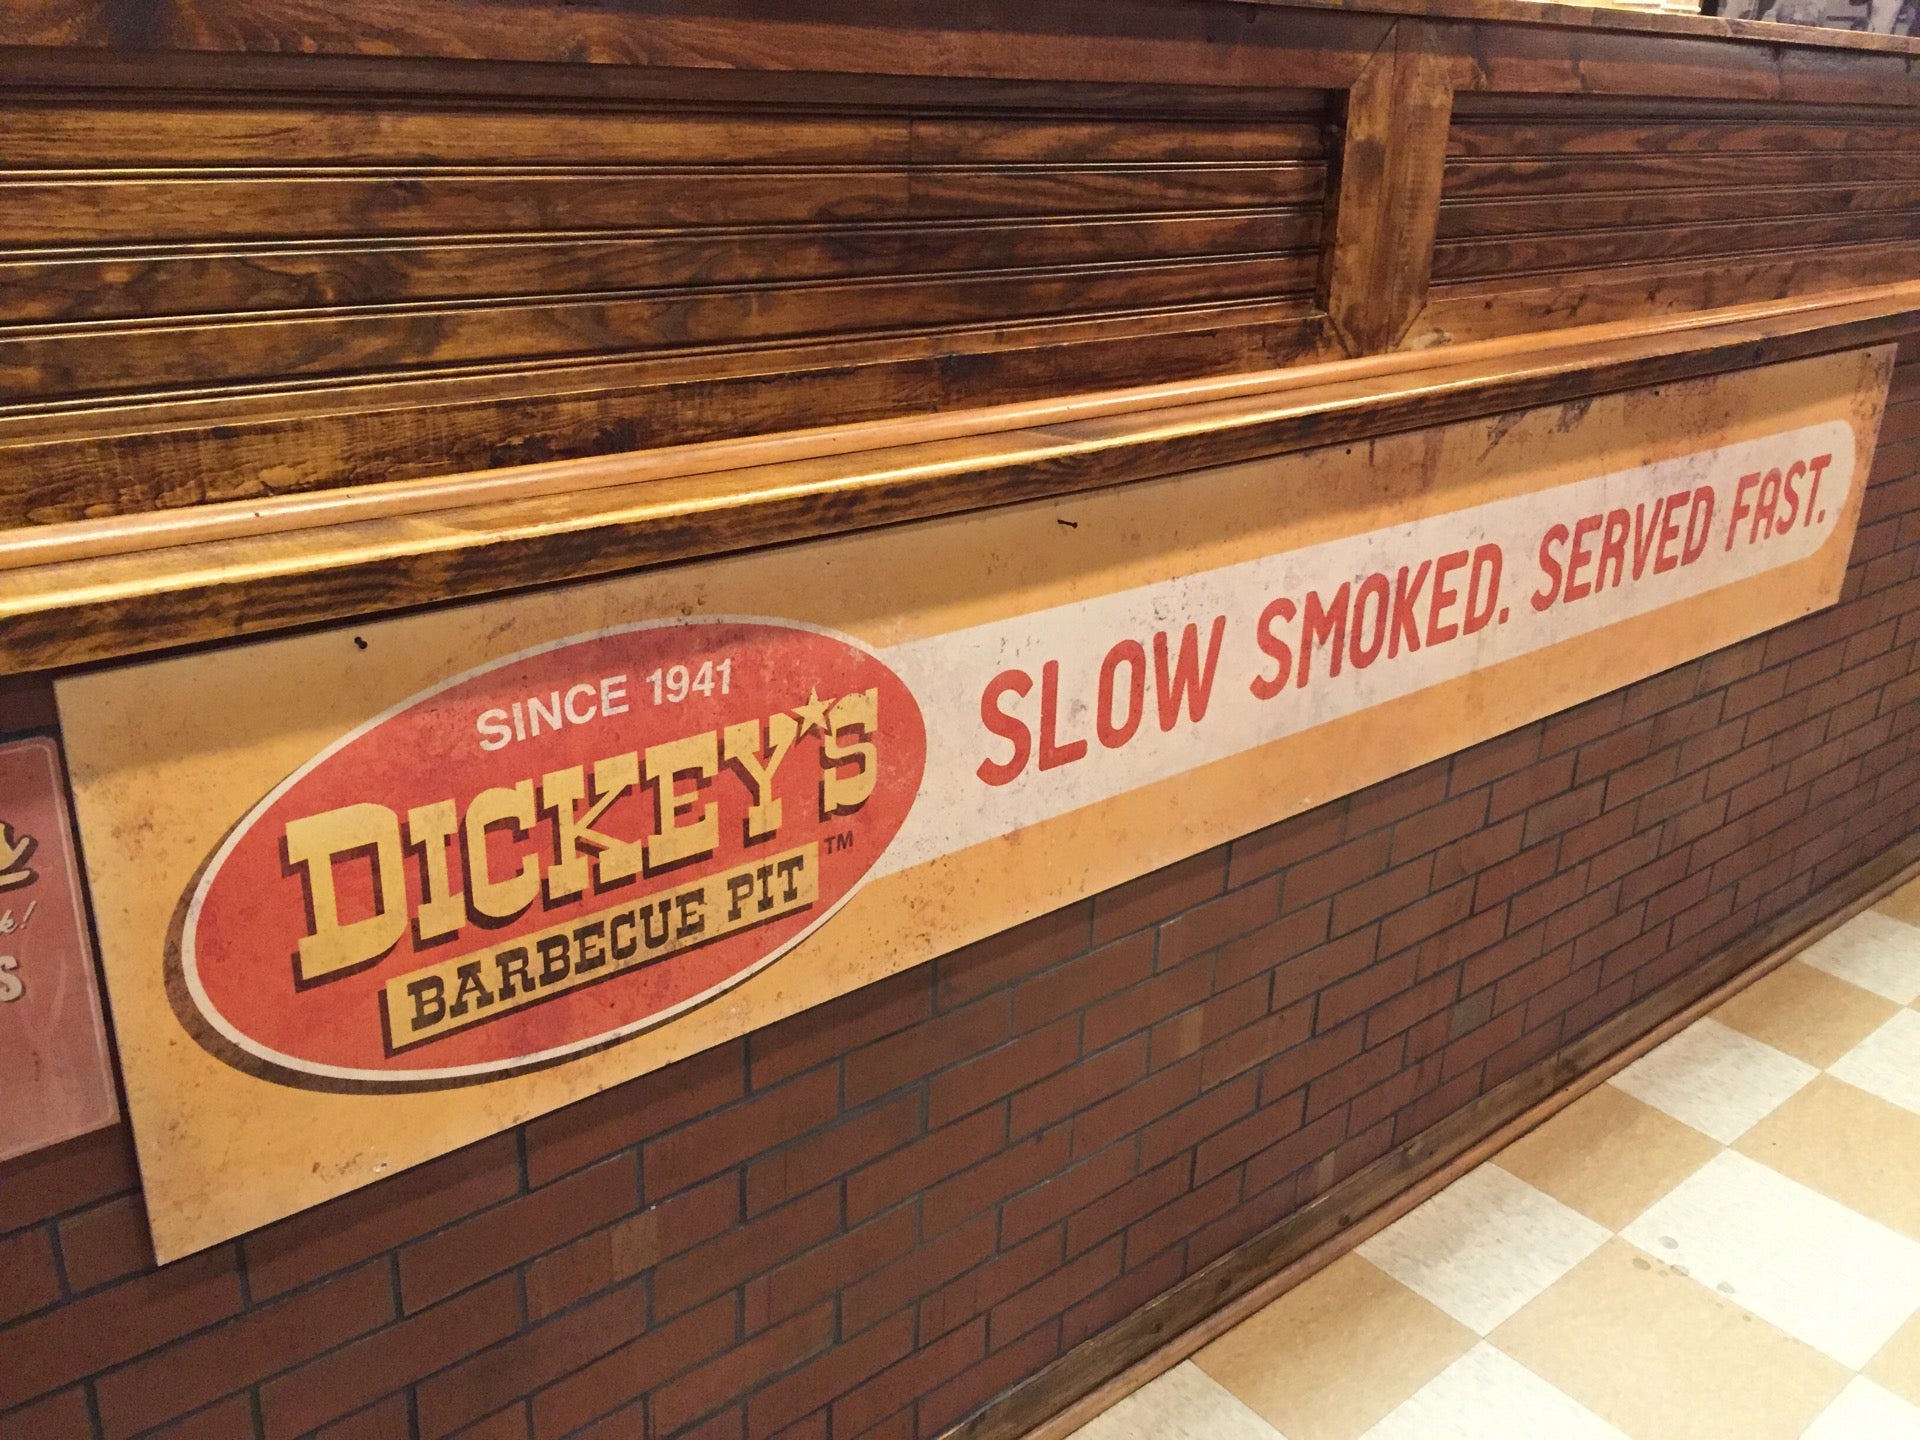 SINCE 1941
DICKEY'S
TM
BARBECUE PIT
SLOW SMOKED. SERVED FAST.